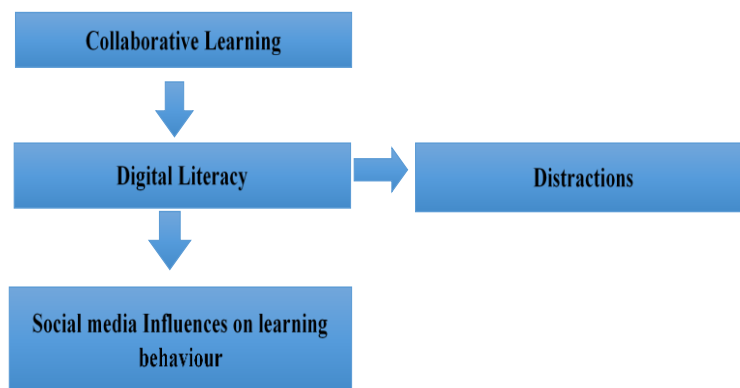 Collaborative Learning
Digital Literacy
Distractions
Social media Influences on learning
behaviour